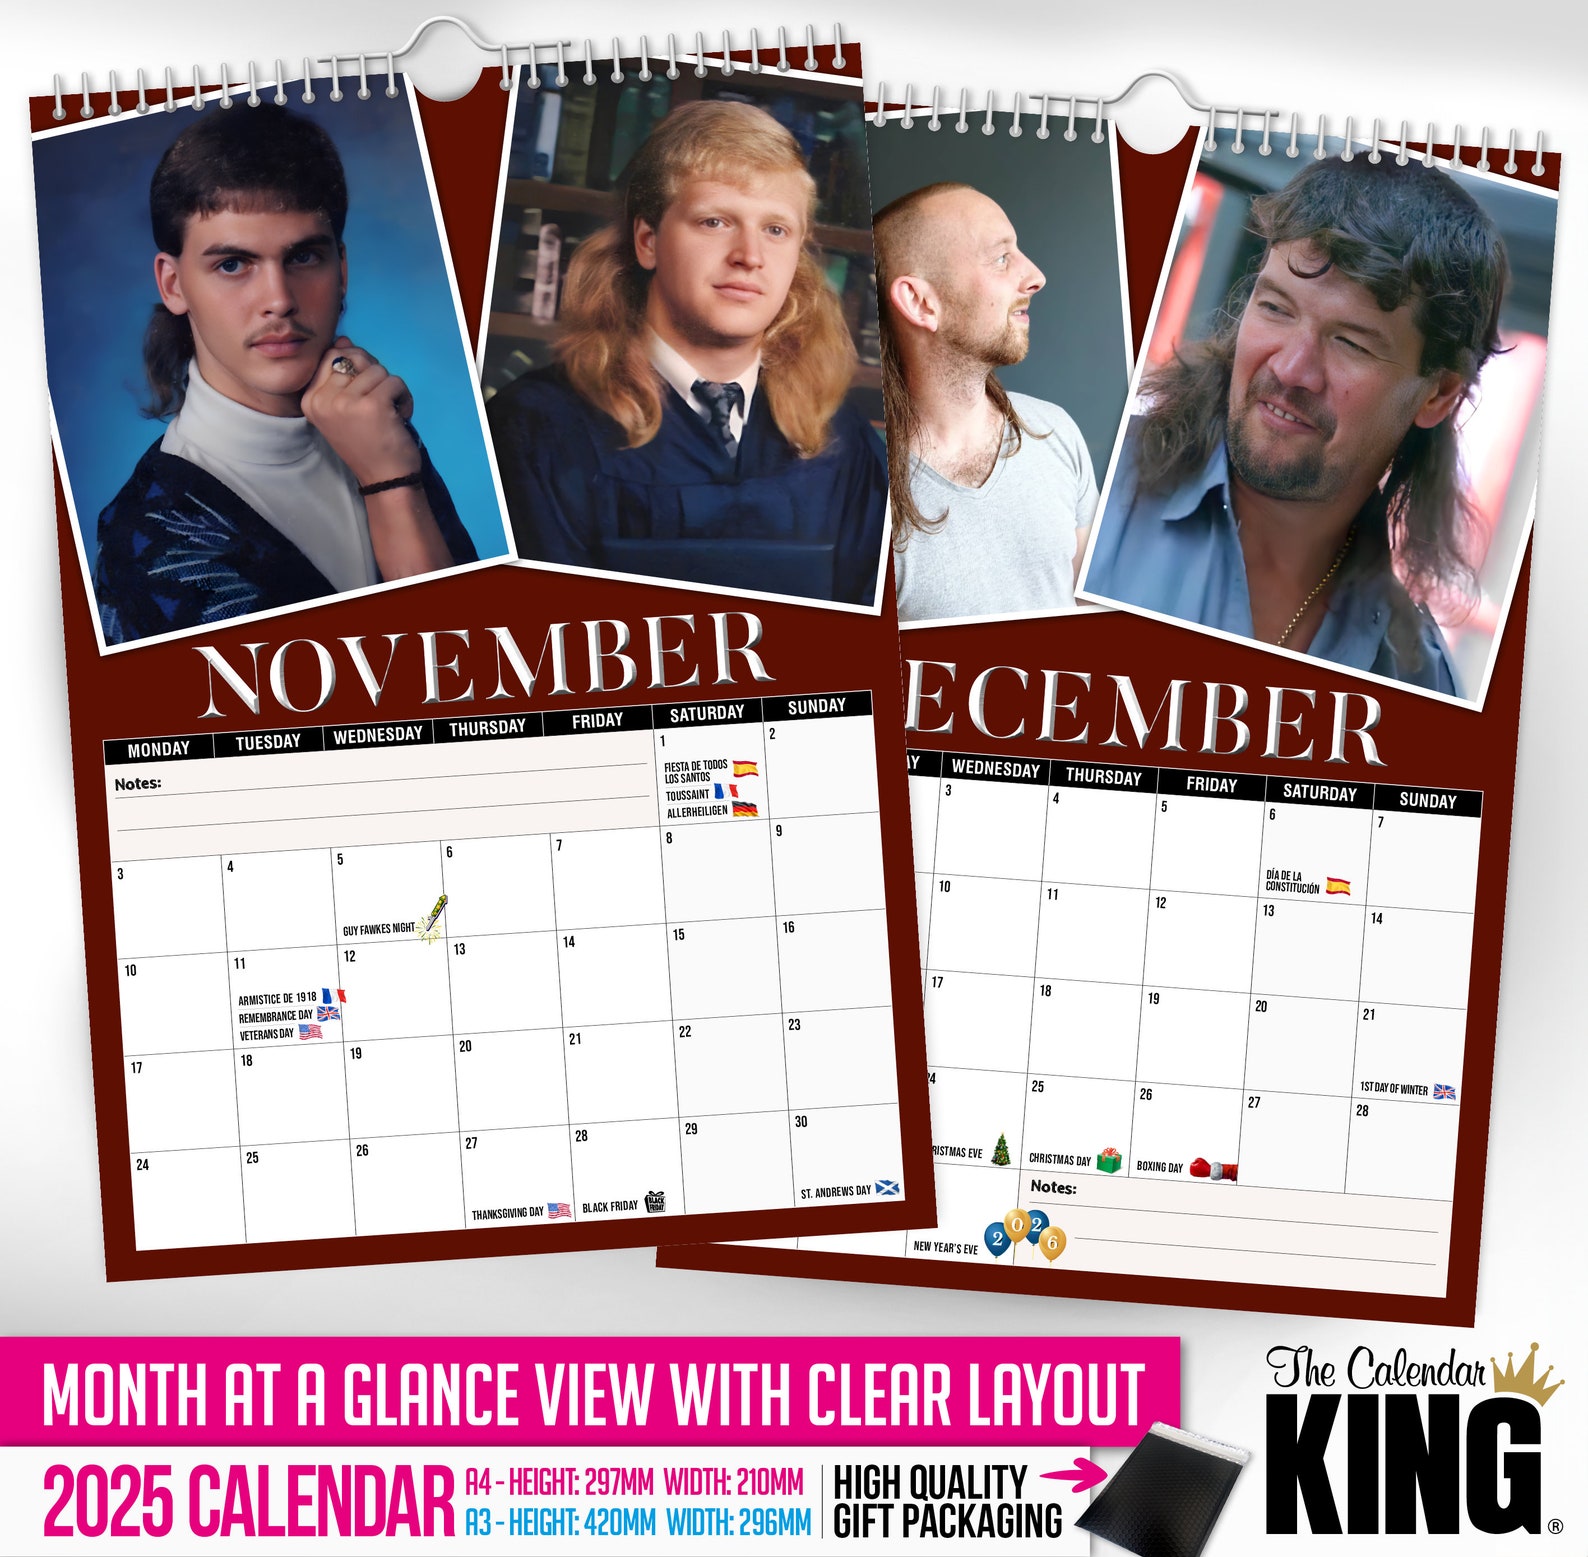 NOVEMBER
MONDAY TUESDAY WEDNESDAY THURSDAY FRIDAY SATURDAY SUNDAY
Notes:
1 2
FIESTA DE TODOS
LOS SANTOS
TOUSSAINT
ALLERHEILIGEN
3 4 5 6 7 8 9
GUY FAWKES NIGHT
10 11 12 13 14 15 16
ARMISTICE DE 1918
REMEMBRANCE DAY
VETERANS DAY
17 18 19 20 21 22 23
24 25 26 27 28 29 30
THANKSGIVING DAY
BLACK FRIDAY
BLACK
FRIDAY
ST. ANDREWS DAY
ECEMBER
AY WEDNESDAY THURSDAY FRIDAY SATURDAY SUNDAY
3 4 5 6 7
DÍA DE LA
CONSTITUCIÓN
10 11 12 13 14
17 18 19 20 21
1ST DAY OF WINTER
24 25 26 27 28
RISTMAS EVE
CHRISTMAS DAY
BOXING DAY
Notes:
NEW YEAR'S EVE
2026
MONTH AT A GLANCE VIEW WITH CLEAR LAYOUT
2025 CALENDAR
A4 - HEIGHT: 297MM WIDTH: 210MM
A3 - HEIGHT: 420MM WIDTH: 296MM
HIGH QUALITY
GIFT PACKAGING
The Calendar
KING®